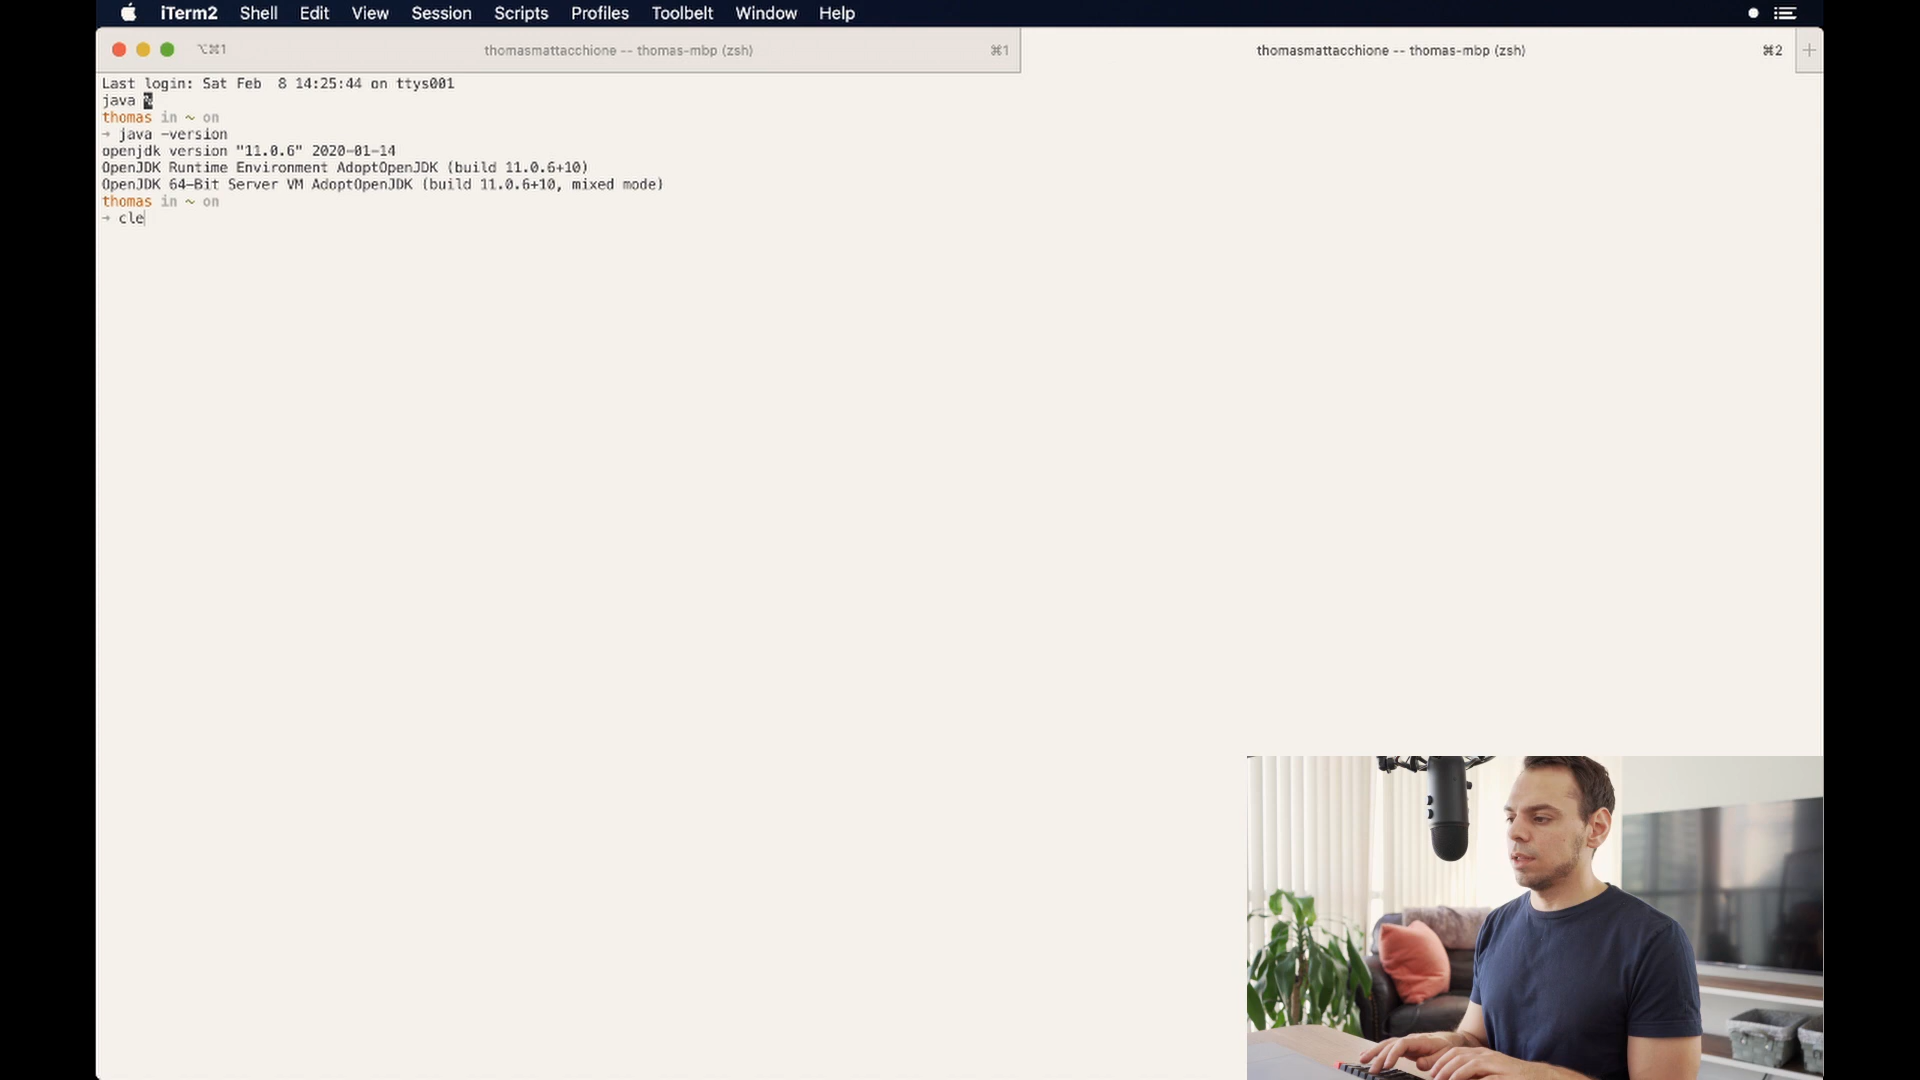 iTerm2 Shell Edit View Session Scripts Profiles Toolbelt Window Help
⌥⌘1 thomasmattacchione -- thomas-mbp (zsh) ⌘1 thomasmattacchione -- thomas-mbp (zsh) ⌘2 +
Last login: Sat Feb  8 14:25:44 on ttys001
java %
thomas in ~ on
→ java -version
openjdk version "11.0.6" 2020-01-14
OpenJDK Runtime Environment AdoptOpenJDK (build 11.0.6+10)
OpenJDK 64-Bit Server VM AdoptOpenJDK (build 11.0.6+10, mixed mode)
thomas in ~ on
→ cle